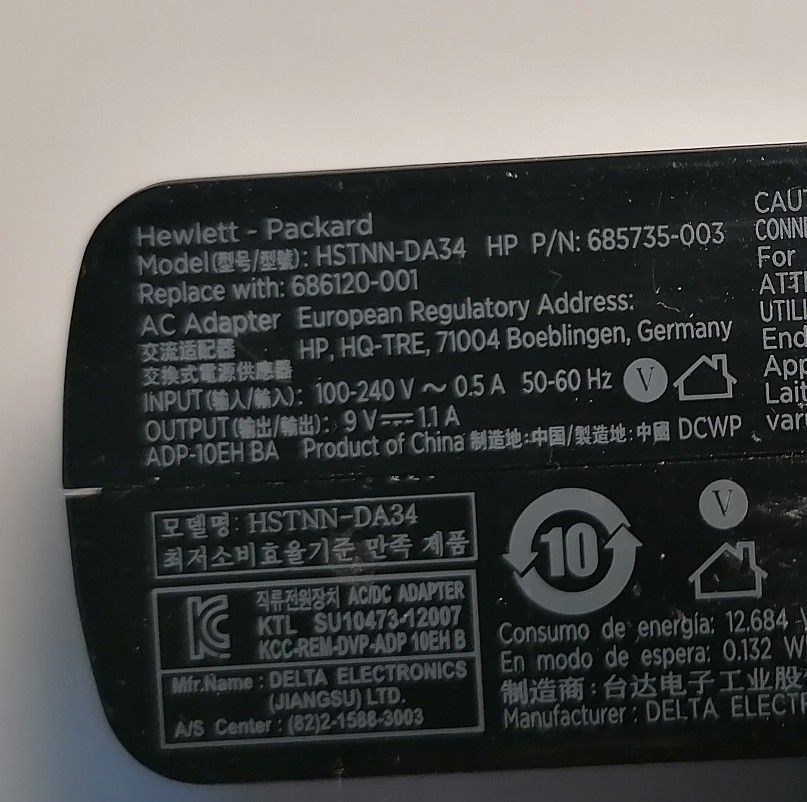 Hewlett - Packard
Model(型号/型號): HSTNN-DA34 HP P/N: 685735-003
Replace with: 686120-001
AC Adapter European Regulatory Address:
交流适配器 HP, HQ-TRE, 71004 Boeblingen, Germany
交換式電源供應器
INPUT(输入/輸入): 100-240 V ~ 0.5 A 50-60 Hz V
OUTPUT(输出/輸出): 9 V⎓1.1 A
ADP-10EH BA Product of China 制造地:中国/製造地:中國 DCWP
CAU
CONN
For
ATT
UTIL
End
App
Lait
var
모델명: HSTNN-DA34
최저소비효율기준 만족 제품
직류전원장치 AC/DC ADAPTER
KTL SU10473-12007
KCC-REM-DVP-ADP 10EH B
Mfr.Name : DELTA ELECTRONICS
(JIANGSU) LTD.
A/S Center : (82)2-1588-3003
10
V
Consumo de energía: 12.684
En modo de espera: 0.132 W
制造商: 台达电子工业股
Manufacturer : DELTA ELECT